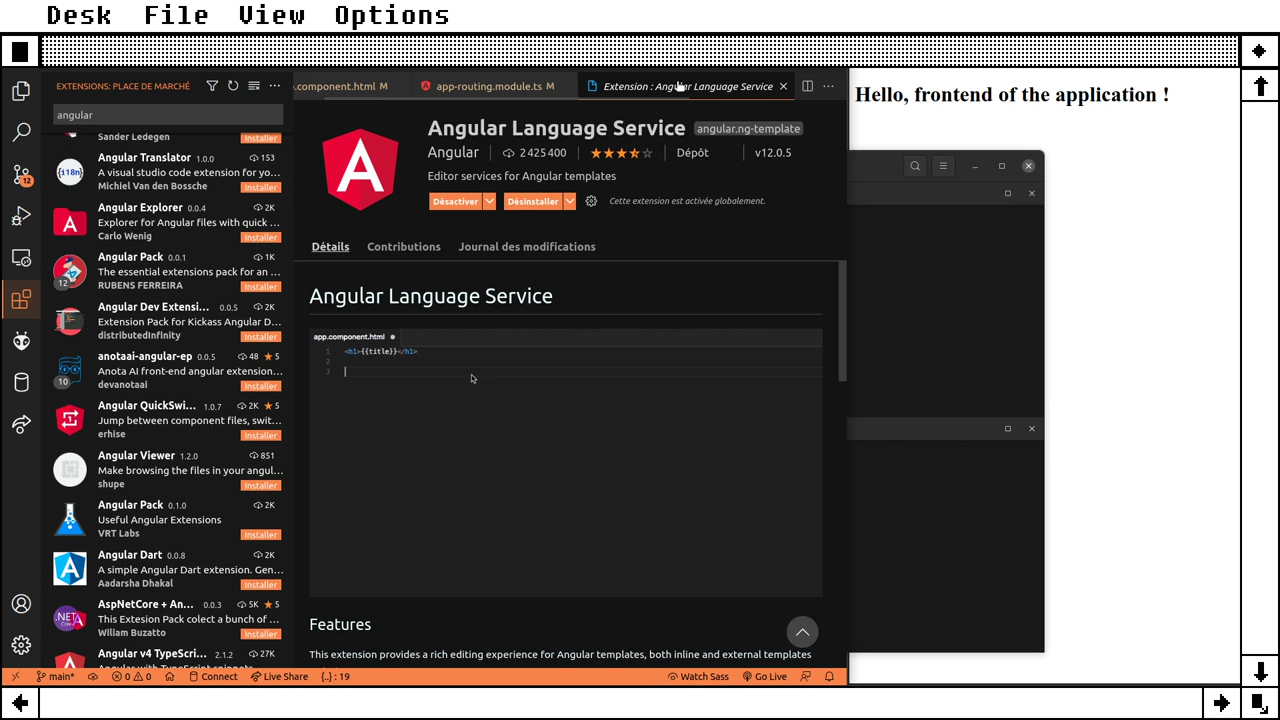 Desk File View Options
EXTENSIONS: PLACE DE MARCHÉ
angular
Sander Ledegen
Installer
Angular Translator 1.0.0 153
A visual studio code extension for yo...
Michiel Van den Bossche Installer
Angular Explorer 0.0.4 2K
Explorer for Angular files with quick ...
Carlo Wenig Installer
Angular Pack 0.0.1 1K
The essential extensions pack for an ...
RUBENS FERREIRA Installer
12
Angular Dev Extensi... 0.0.5 2K
Extension Pack for Kickass Angular D...
distributedInfinity Installer
anotaai-angular-ep 0.0.5 48 ★5
Anota AI front-end angular extension...
devanotaai Installer
10
Angular QuickSwi... 1.0.7 2K ★5
Jump between component files, swit...
erhise Installer
Angular Viewer 1.2.0 851
Make browsing the files in your angul...
shupe Installer
Angular Pack 0.1.0 2K
Useful Angular Extensions
VRT Labs Installer
Angular Dart 0.0.8 2K
A simple Angular Dart extension. Gen...
Aadarsha Dhakal Installer
AspNetCore + An... 0.0.3 5K ★5
This Extesion Pack colect a bunch of ...
Wiliam Buzatto Installer
.NET
Core
Angular v4 TypeScri... 2.1.2 27K
Angular with TypeScript snippets
{i18n}
12
.component.html M
app-routing.module.ts M
Extension : Angular Language Service
Angular Language Service angular.ng-template
Angular 2 425 400 Dépôt v12.0.5
Editor services for Angular templates
Désactiver Désinstaller Cette extension est activée globalement.
Détails Contributions Journal des modifications
Angular Language Service
app.component.html
1 <h1>{{title}}</h1>
2
3
Features
This extension provides a rich editing experience for Angular templates, both inline and external templates
main* 0 0 Connect Live Share {..} : 19 Watch Sass Go Live
Hello, frontend of the application !